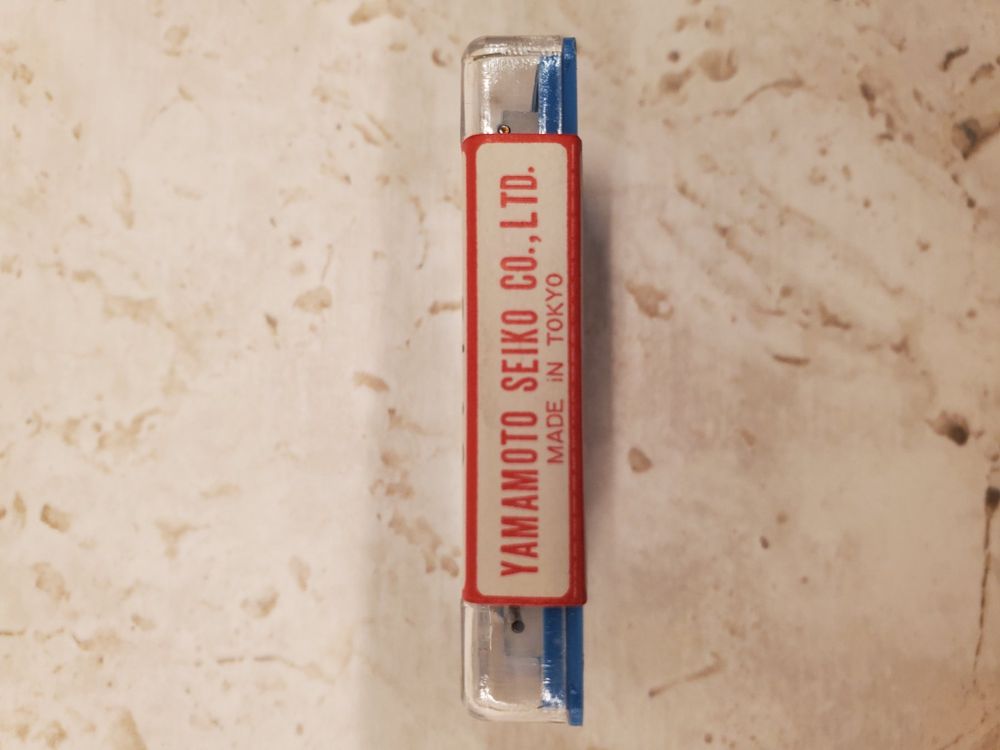 YAMAMOTO SEIKO CO., LTD.
MADE iN TOKYO